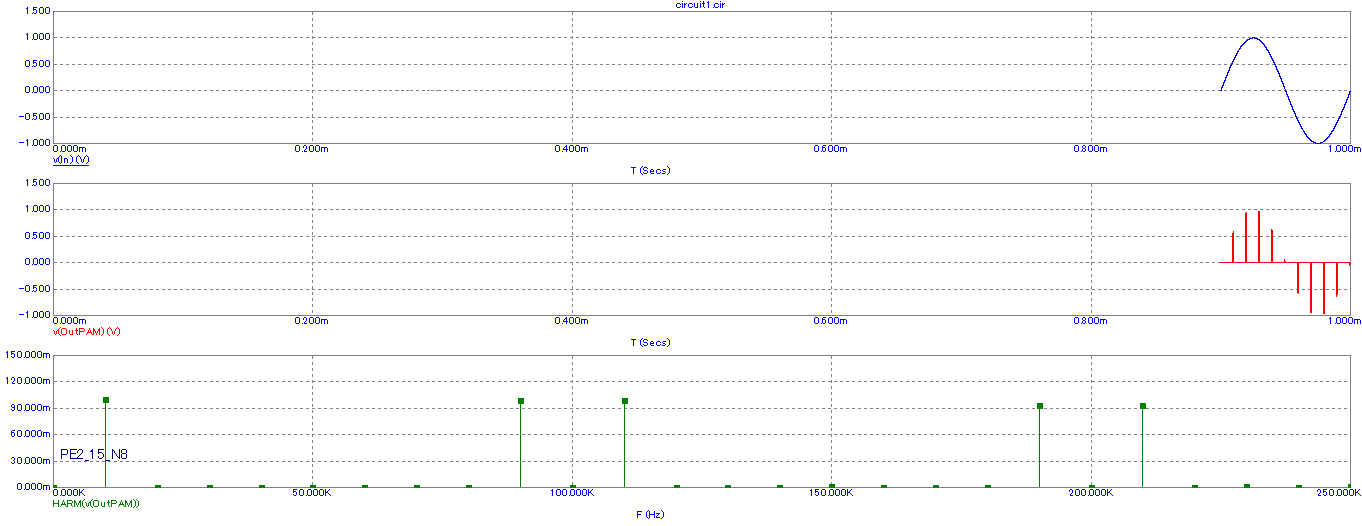 circuit1.cir
1.500
1.000
0.500
0.000
-0.500
-1.000
0.000m 0.200m 0.400m 0.600m 0.800m 1.000m
v(In) (V)
T (Secs)
1.500
1.000
0.500
0.000
-0.500
-1.000
0.000m 0.200m 0.400m 0.600m 0.800m 1.000m
v(OutPAM) (V)
T (Secs)
150.000m
120.000m
90.000m
60.000m
PE2_15_N8
30.000m
0.000m
0.000K 50.000K 100.000K 150.000K 200.000K 250.000K
HARM(v(OutPAM))
F (Hz)